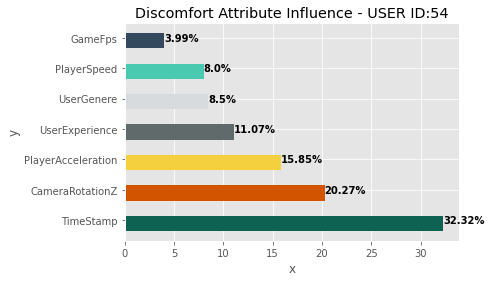 Discomfort Attribute Influence - USER ID:54
GameFps 3.99%
PlayerSpeed 8.0%
UserGenere 8.5%
UserExperience 11.07%
PlayerAcceleration 15.85%
CameraRotationZ 20.27%
TimeStamp 32.32%
y
0 5 10 15 20 25 30
x